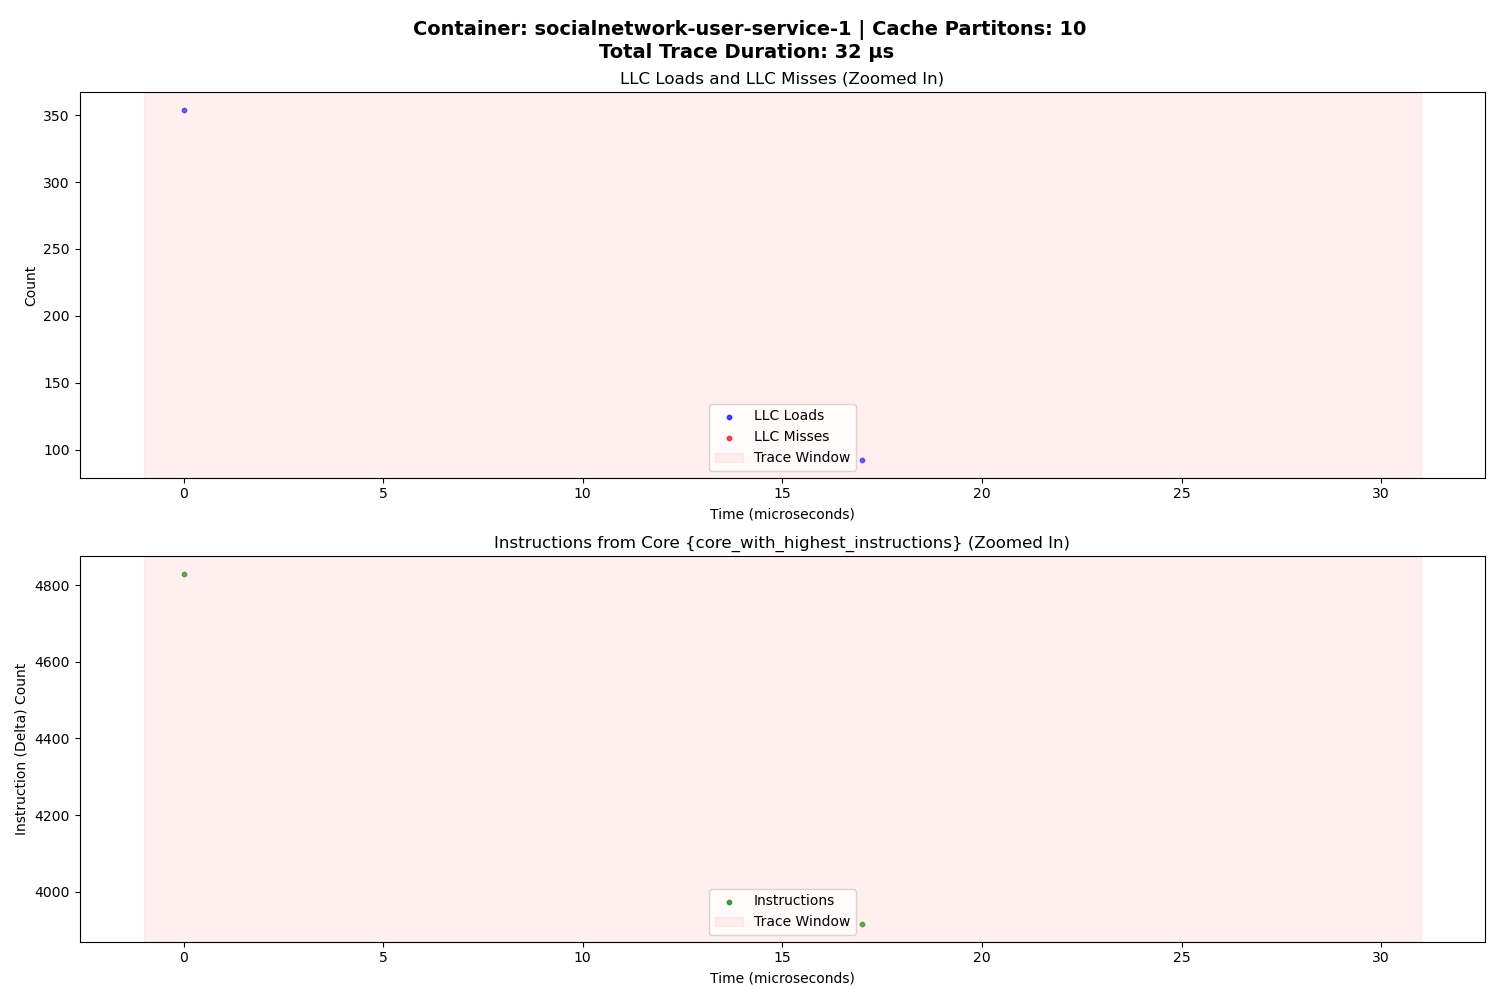 Container: socialnetwork-user-service-1 | Cache Partitons: 10
Total Trace Duration: 32 µs
LLC Loads and LLC Misses (Zoomed In)
350
300
250
200
150
100
Count
LLC Loads
LLC Misses
Trace Window
0 5 10 15 20 25 30
Time (microseconds)
Instructions from Core {core_with_highest_instructions} (Zoomed In)
4800
4600
4400
4200
4000
Instruction (Delta) Count
Instructions
Trace Window
0 5 10 15 20 25 30
Time (microseconds)